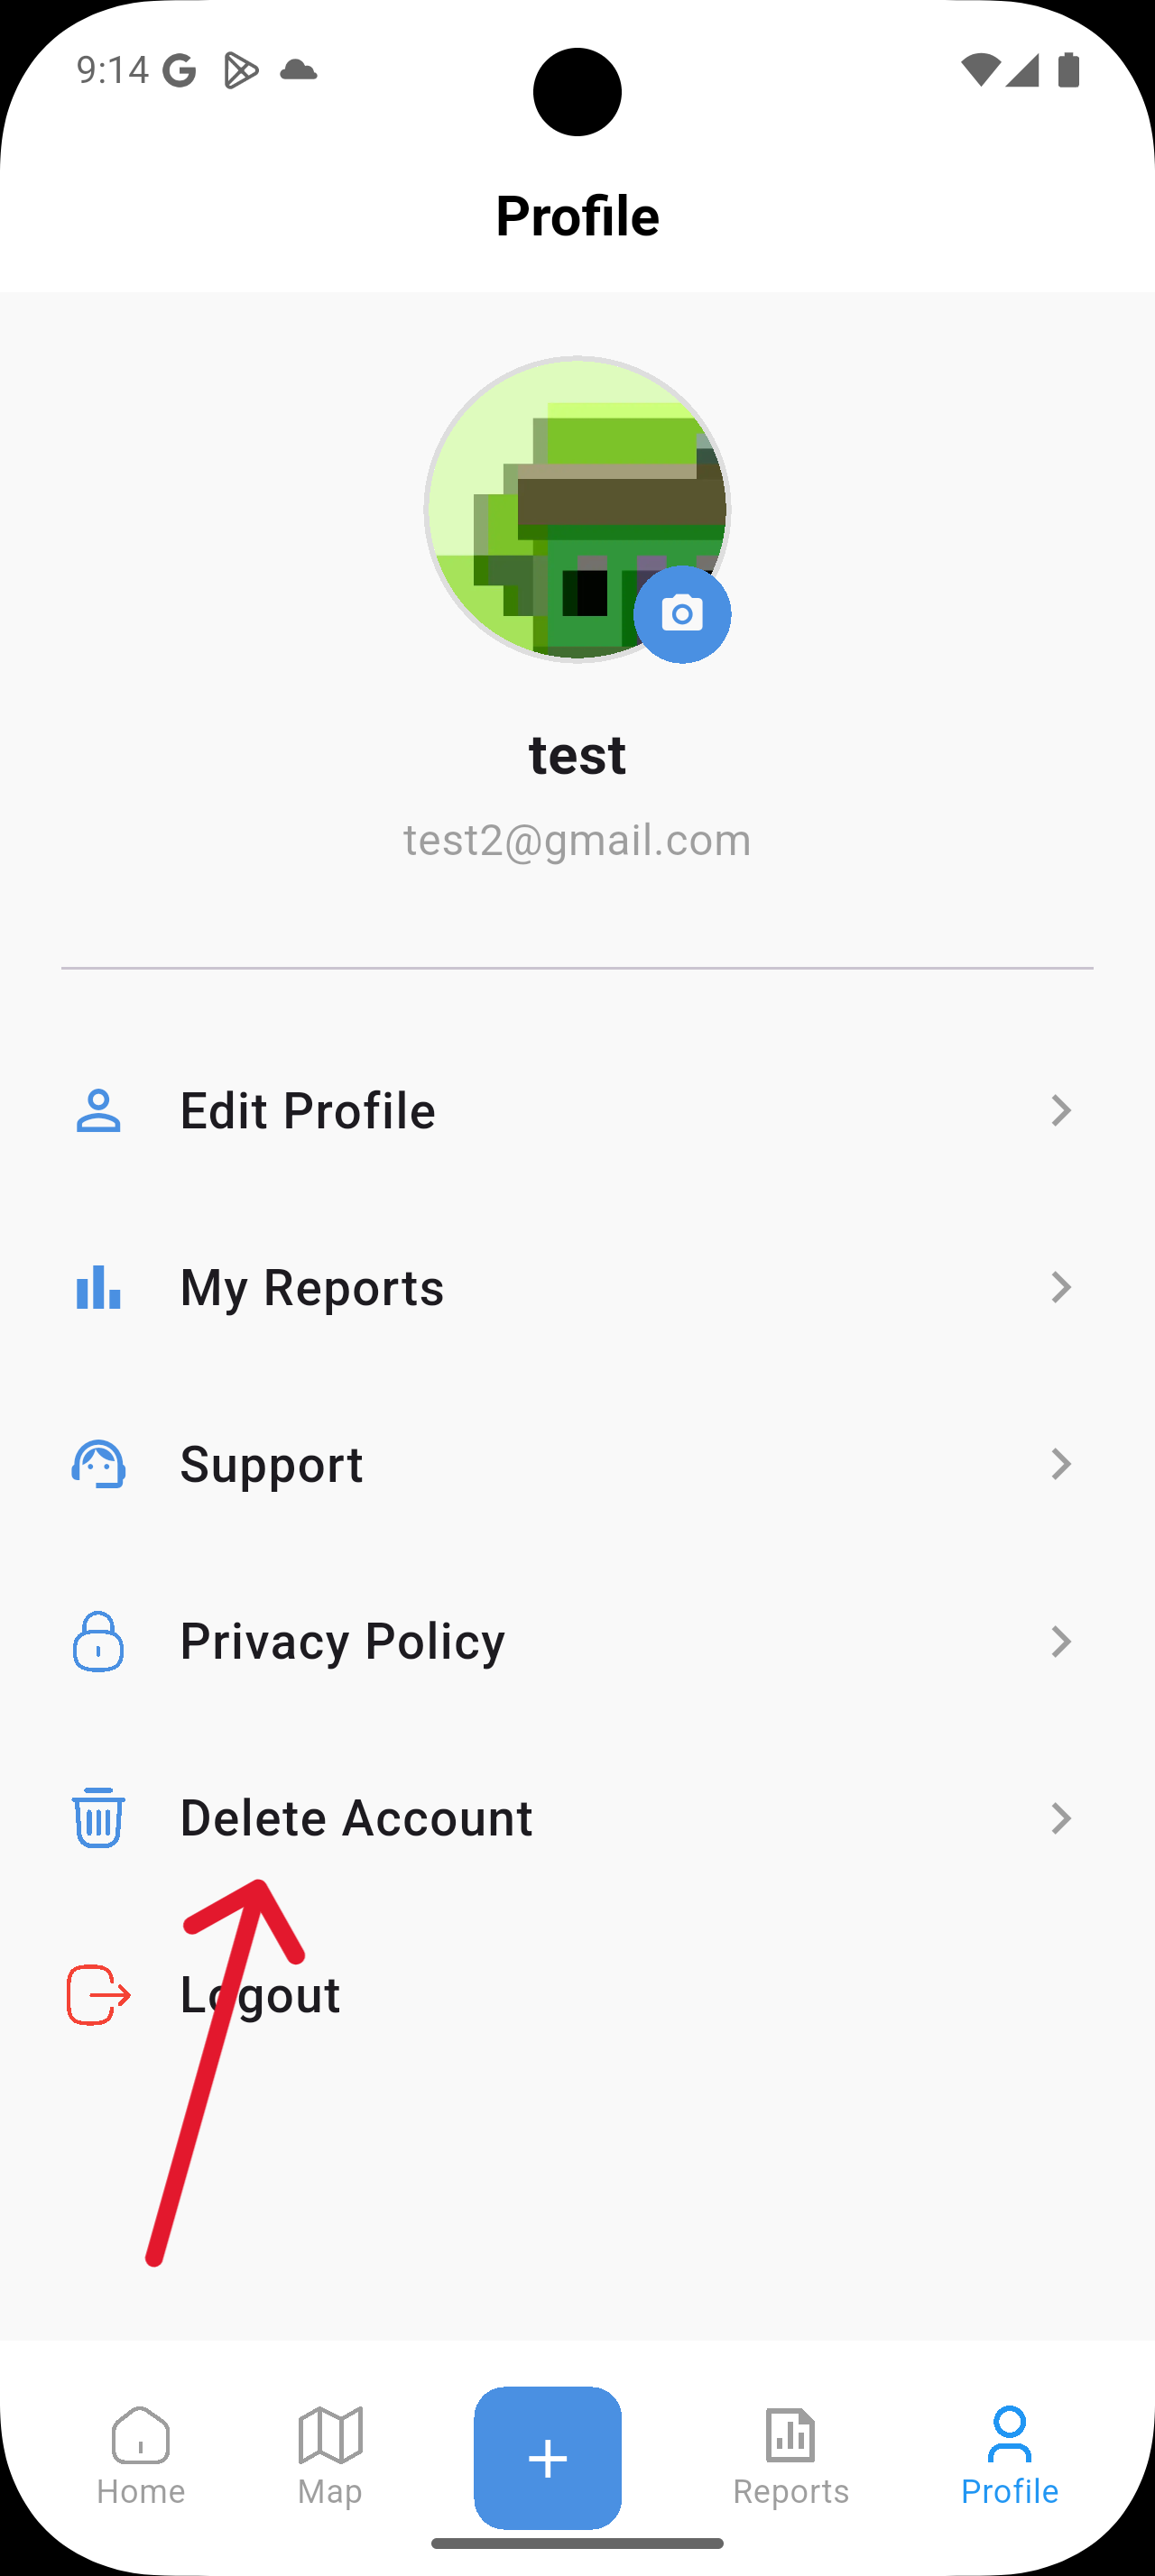 9:14
Profile
test
test2@gmail.com
Edit Profile
My Reports
Support
Privacy Policy
Delete Account
Logout
Home
Map
Reports
Profile